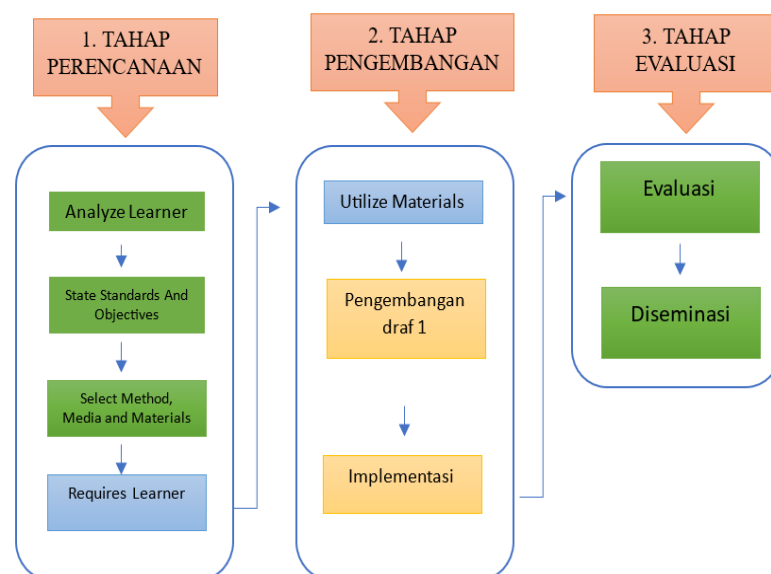 1. TAHAP
PERENCANAAN
Analyze Learner
State Standards And
Objectives
Select Method,
Media and Materials
Requires Learner
2. TAHAP
PENGEMBANGAN
Utilize Materials
Pengembangan
draf 1
Implementasi
3. TAHAP
EVALUASI
Evaluasi
Diseminasi